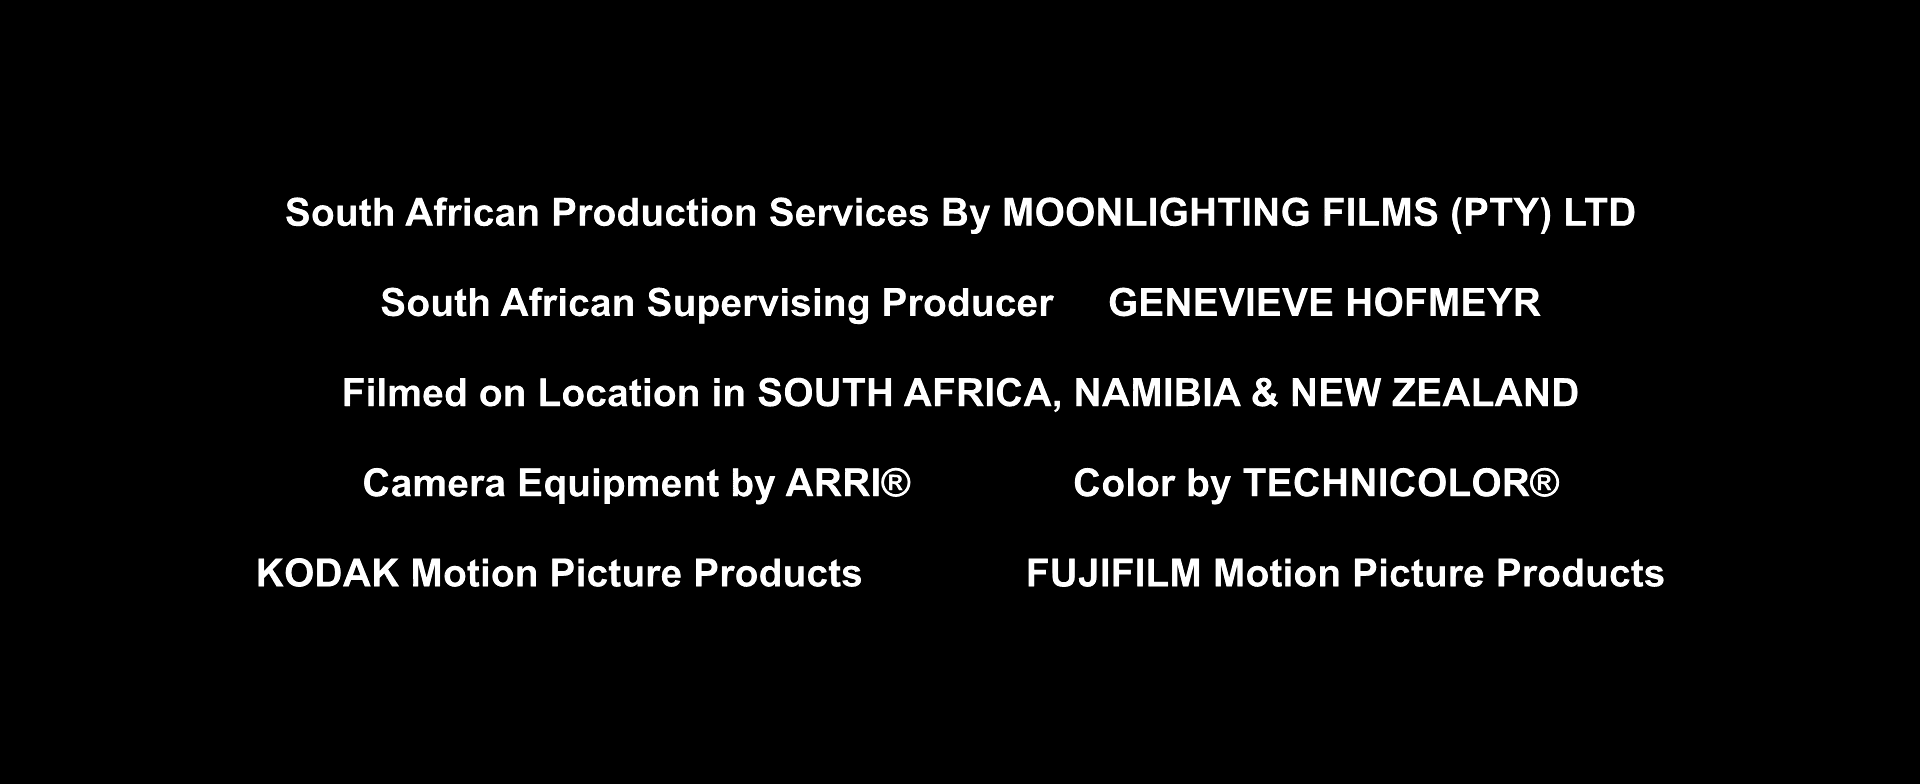 South African Production Services By MOONLIGHTING FILMS (PTY) LTD
South African Supervising Producer GENEVIEVE HOFMEYR
Filmed on Location in SOUTH AFRICA, NAMIBIA & NEW ZEALAND
Camera Equipment by ARRI® Color by TECHNICOLOR®
KODAK Motion Picture Products FUJIFILM Motion Picture Products